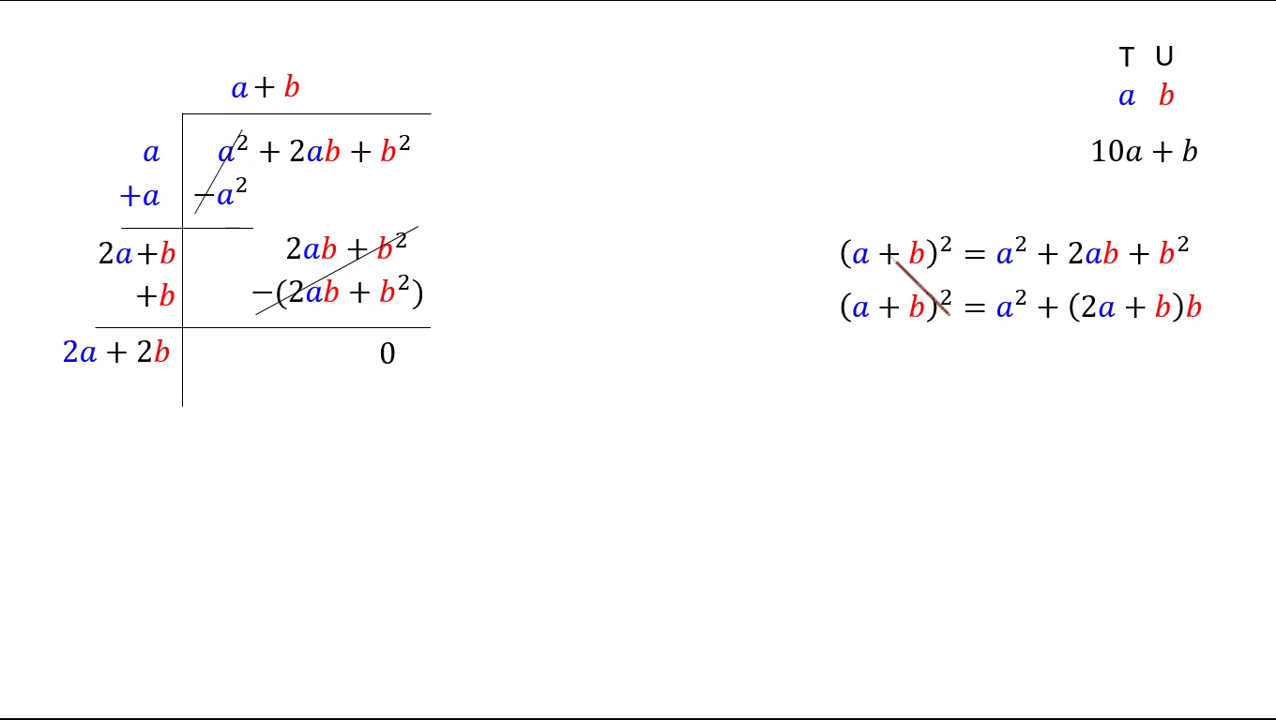 a + b
a a² + 2ab + b²
+a −a²
2a+b 2ab + b²
+b −(2ab + b²)
2a + 2b 0
T U
a b
10a + b
(a + b)² = a² + 2ab + b²
(a + b)² = a² + (2a + b)b